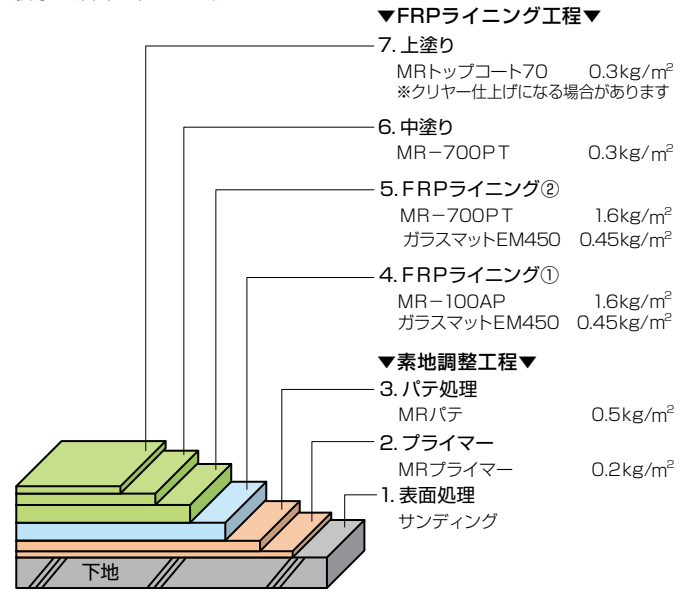 ▼FRPライニング工程▼
7. 上塗り
MRトップコート70 0.3kg/m²
※クリヤー仕上げになる場合があります
6. 中塗り
MR－700PT 0.3kg/m²
5. FRPライニング②
MR－700PT 1.6kg/m²
ガラスマットEM450 0.45kg/m²
4. FRPライニング①
MR－100AP 1.6kg/m²
ガラスマットEM450 0.45kg/m²
▼素地調整工程▼
3. パテ処理
MRパテ 0.5kg/m²
2. プライマー
MRプライマー 0.2kg/m²
1. 表面処理
サンディング
下地